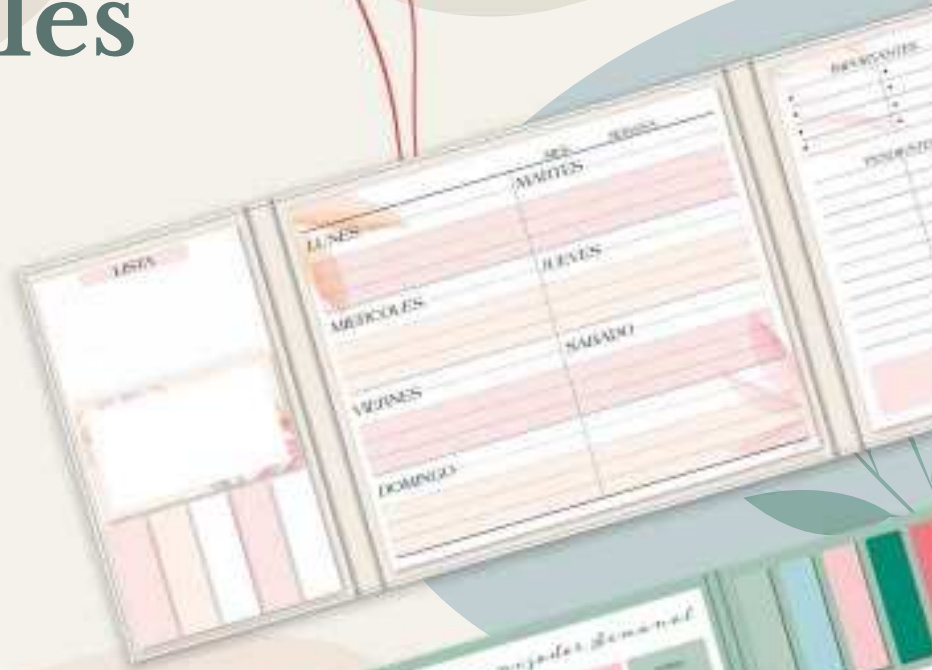 les
LISTA
MES:
SEMANA:
LUNES
MARTES
MIERCOLES
JUEVES
VIERNES
SABADO
DOMINGO
IMPORTANTES
PENDIENTES
Semanal